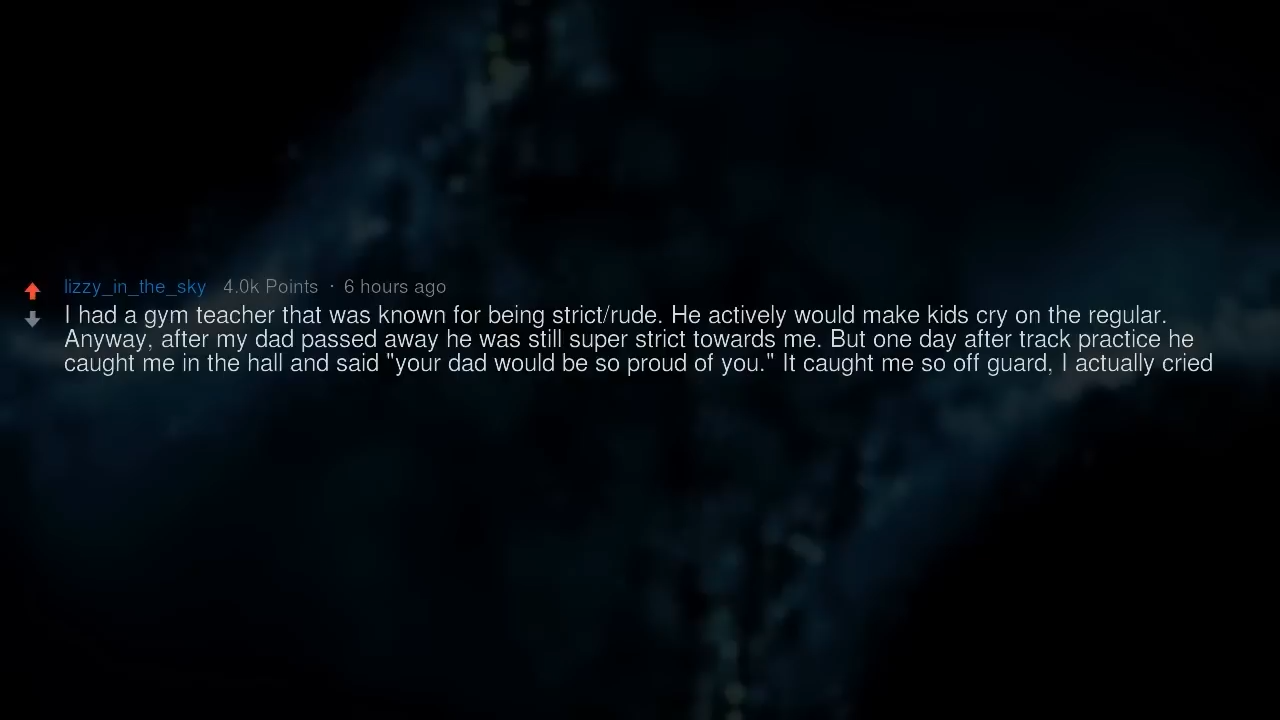 lizzy_in_the_sky 4.0k Points · 6 hours ago
I had a gym teacher that was known for being strict/rude. He actively would make kids cry on the regular.
Anyway, after my dad passed away he was still super strict towards me. But one day after track practice he
caught me in the hall and said "your dad would be so proud of you." It caught me so off guard, I actually cried